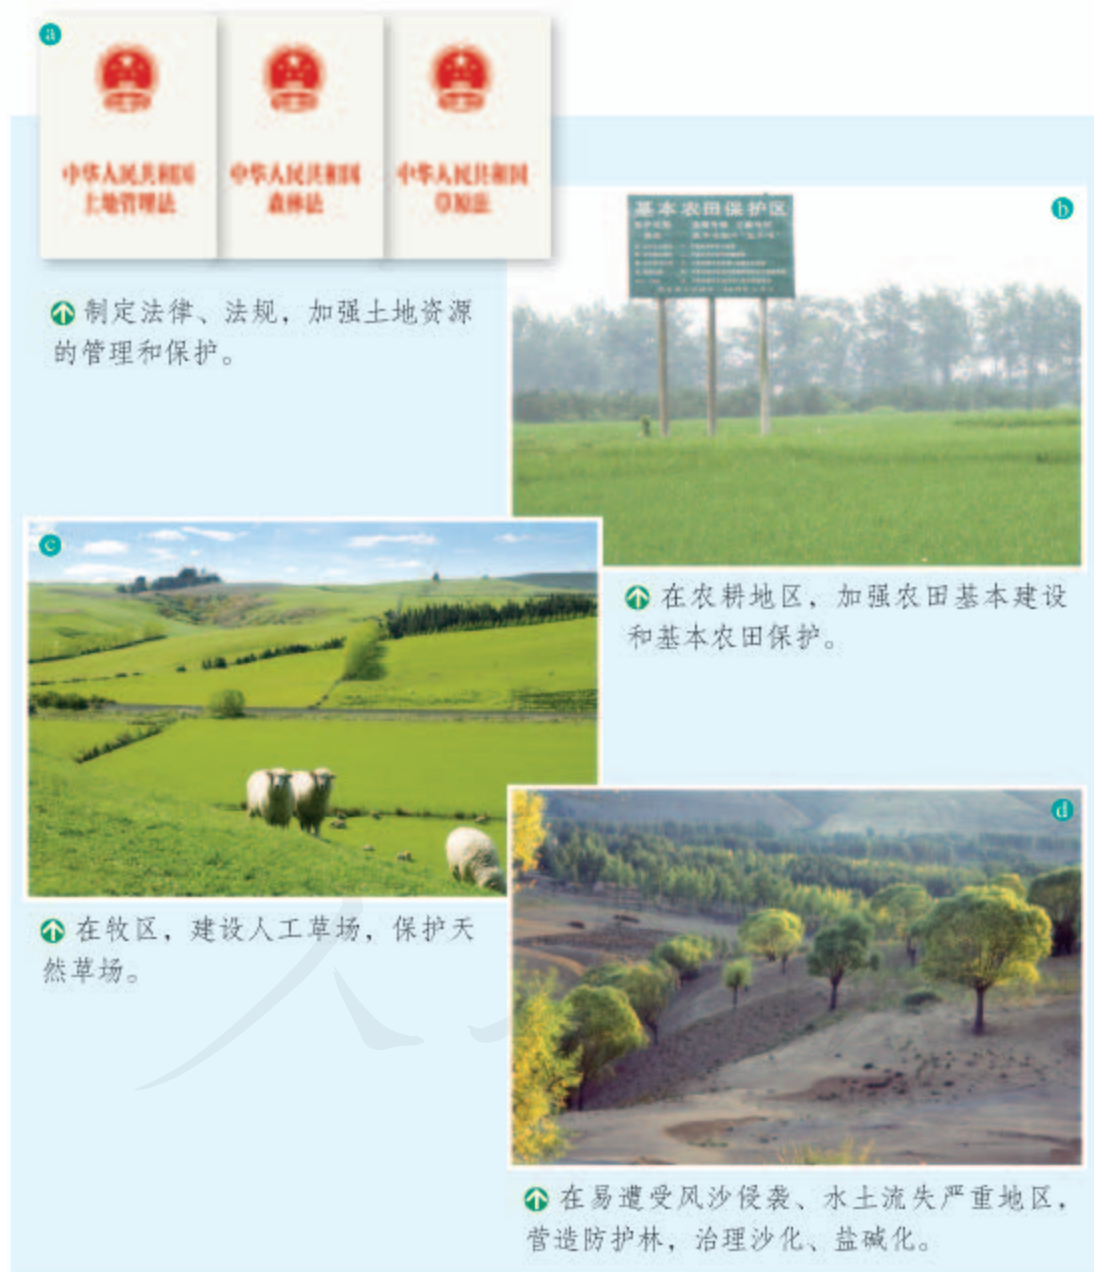 a
中华人民共和国
土地管理法
中华人民共和国
森林法
中华人民共和国
草原法
制定法律、法规，加强土地资源
的管理和保护。
b
基本农田保护区
在农耕地区，加强农田基本建设
和基本农田保护。
c
在牧区，建设人工草场，保护天
然草场。
d
在易遭受风沙侵袭、水土流失严重地区，
营造防护林，治理沙化、盐碱化。